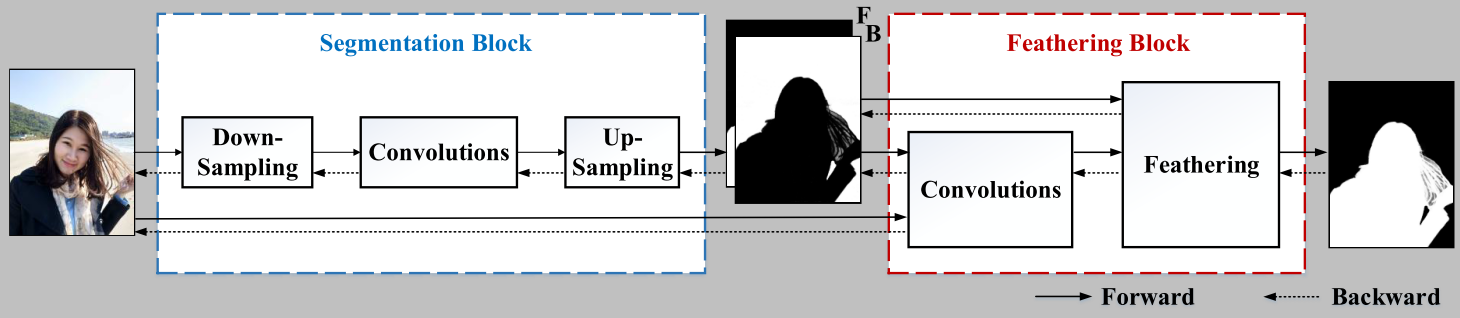 Segmentation Block
F
B
Feathering Block
Down-
Sampling
Convolutions
Up-
Sampling
Convolutions
Feathering
Forward
Backward